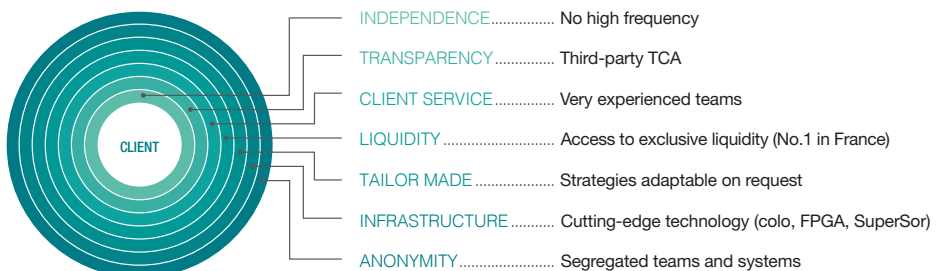 INDEPENDENCE............... No high frequency
TRANSPARENCY............. Third-party TCA
CLIENT SERVICE............ Very experienced teams
LIQUIDITY ........................ Access to exclusive liquidity (No.1 in France)
CLIENT
TAILOR MADE ................ Strategies adaptable on request
INFRASTRUCTURE ........... Cutting-edge technology (colo, FPGA, SuperSor)
ANONYMITY.................... Segregated teams and systems